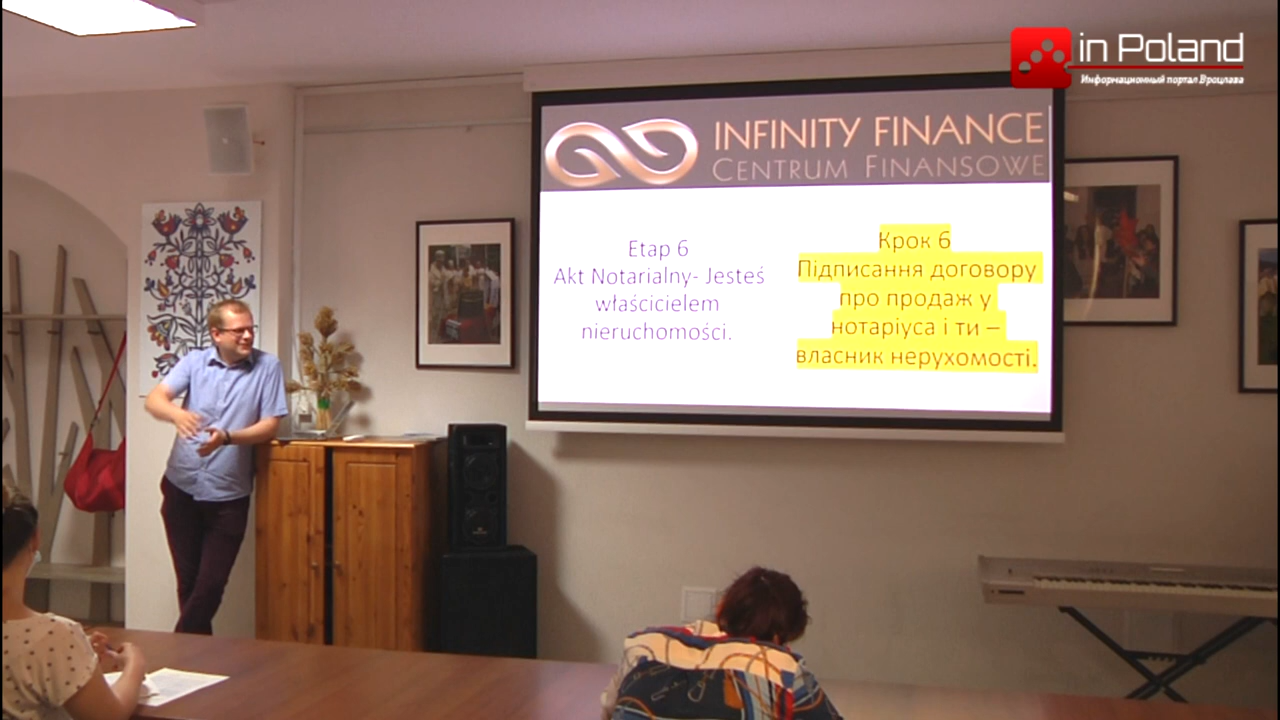 in Poland
Информационный портал Вроцлава
INFINITY FINANCE
CENTRUM FINANSOWE
Etap 6
Akt Notarialny- Jesteś
właścicielem
nieruchomości.
Крок 6
Підписання договору
про продаж у
нотаріуса і ти –
власник нерухомості.